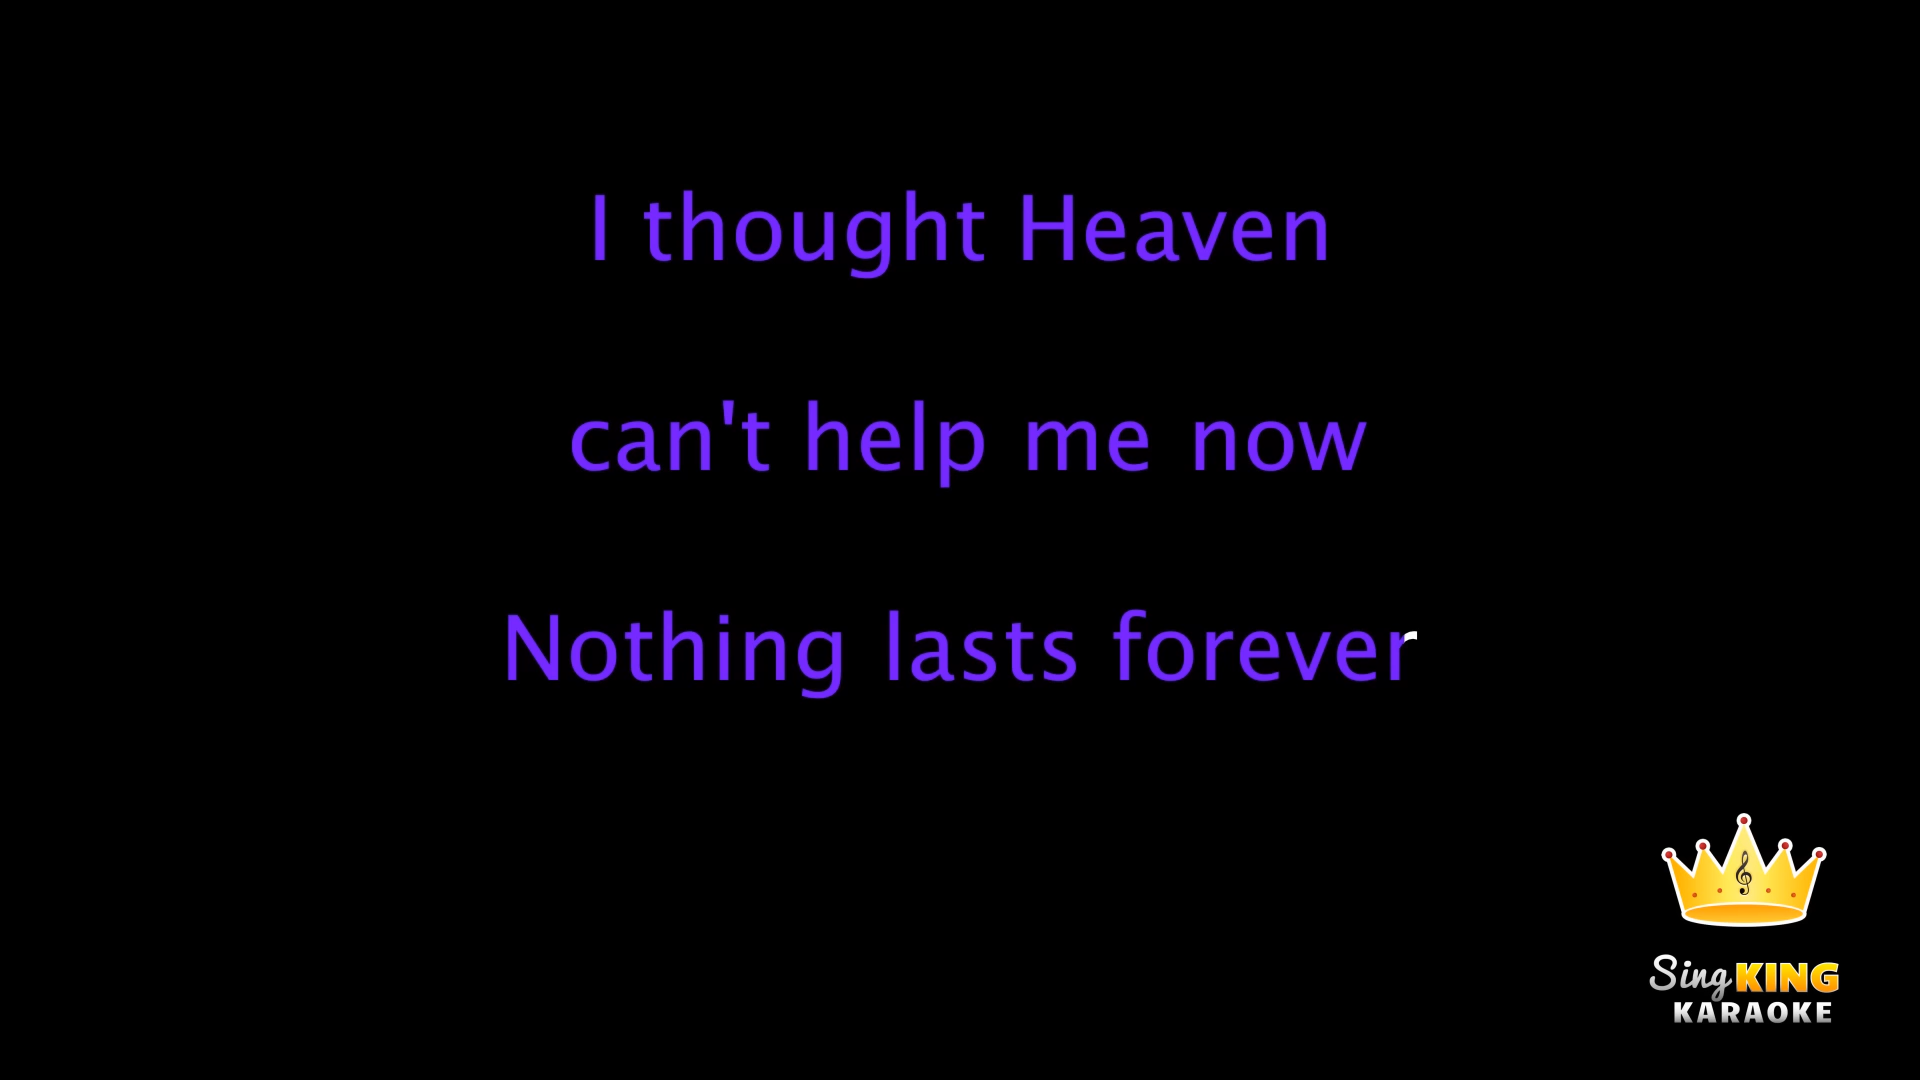 I thought Heaven
can't help me now
Nothing lasts forever
Sing KING
KARAOKE